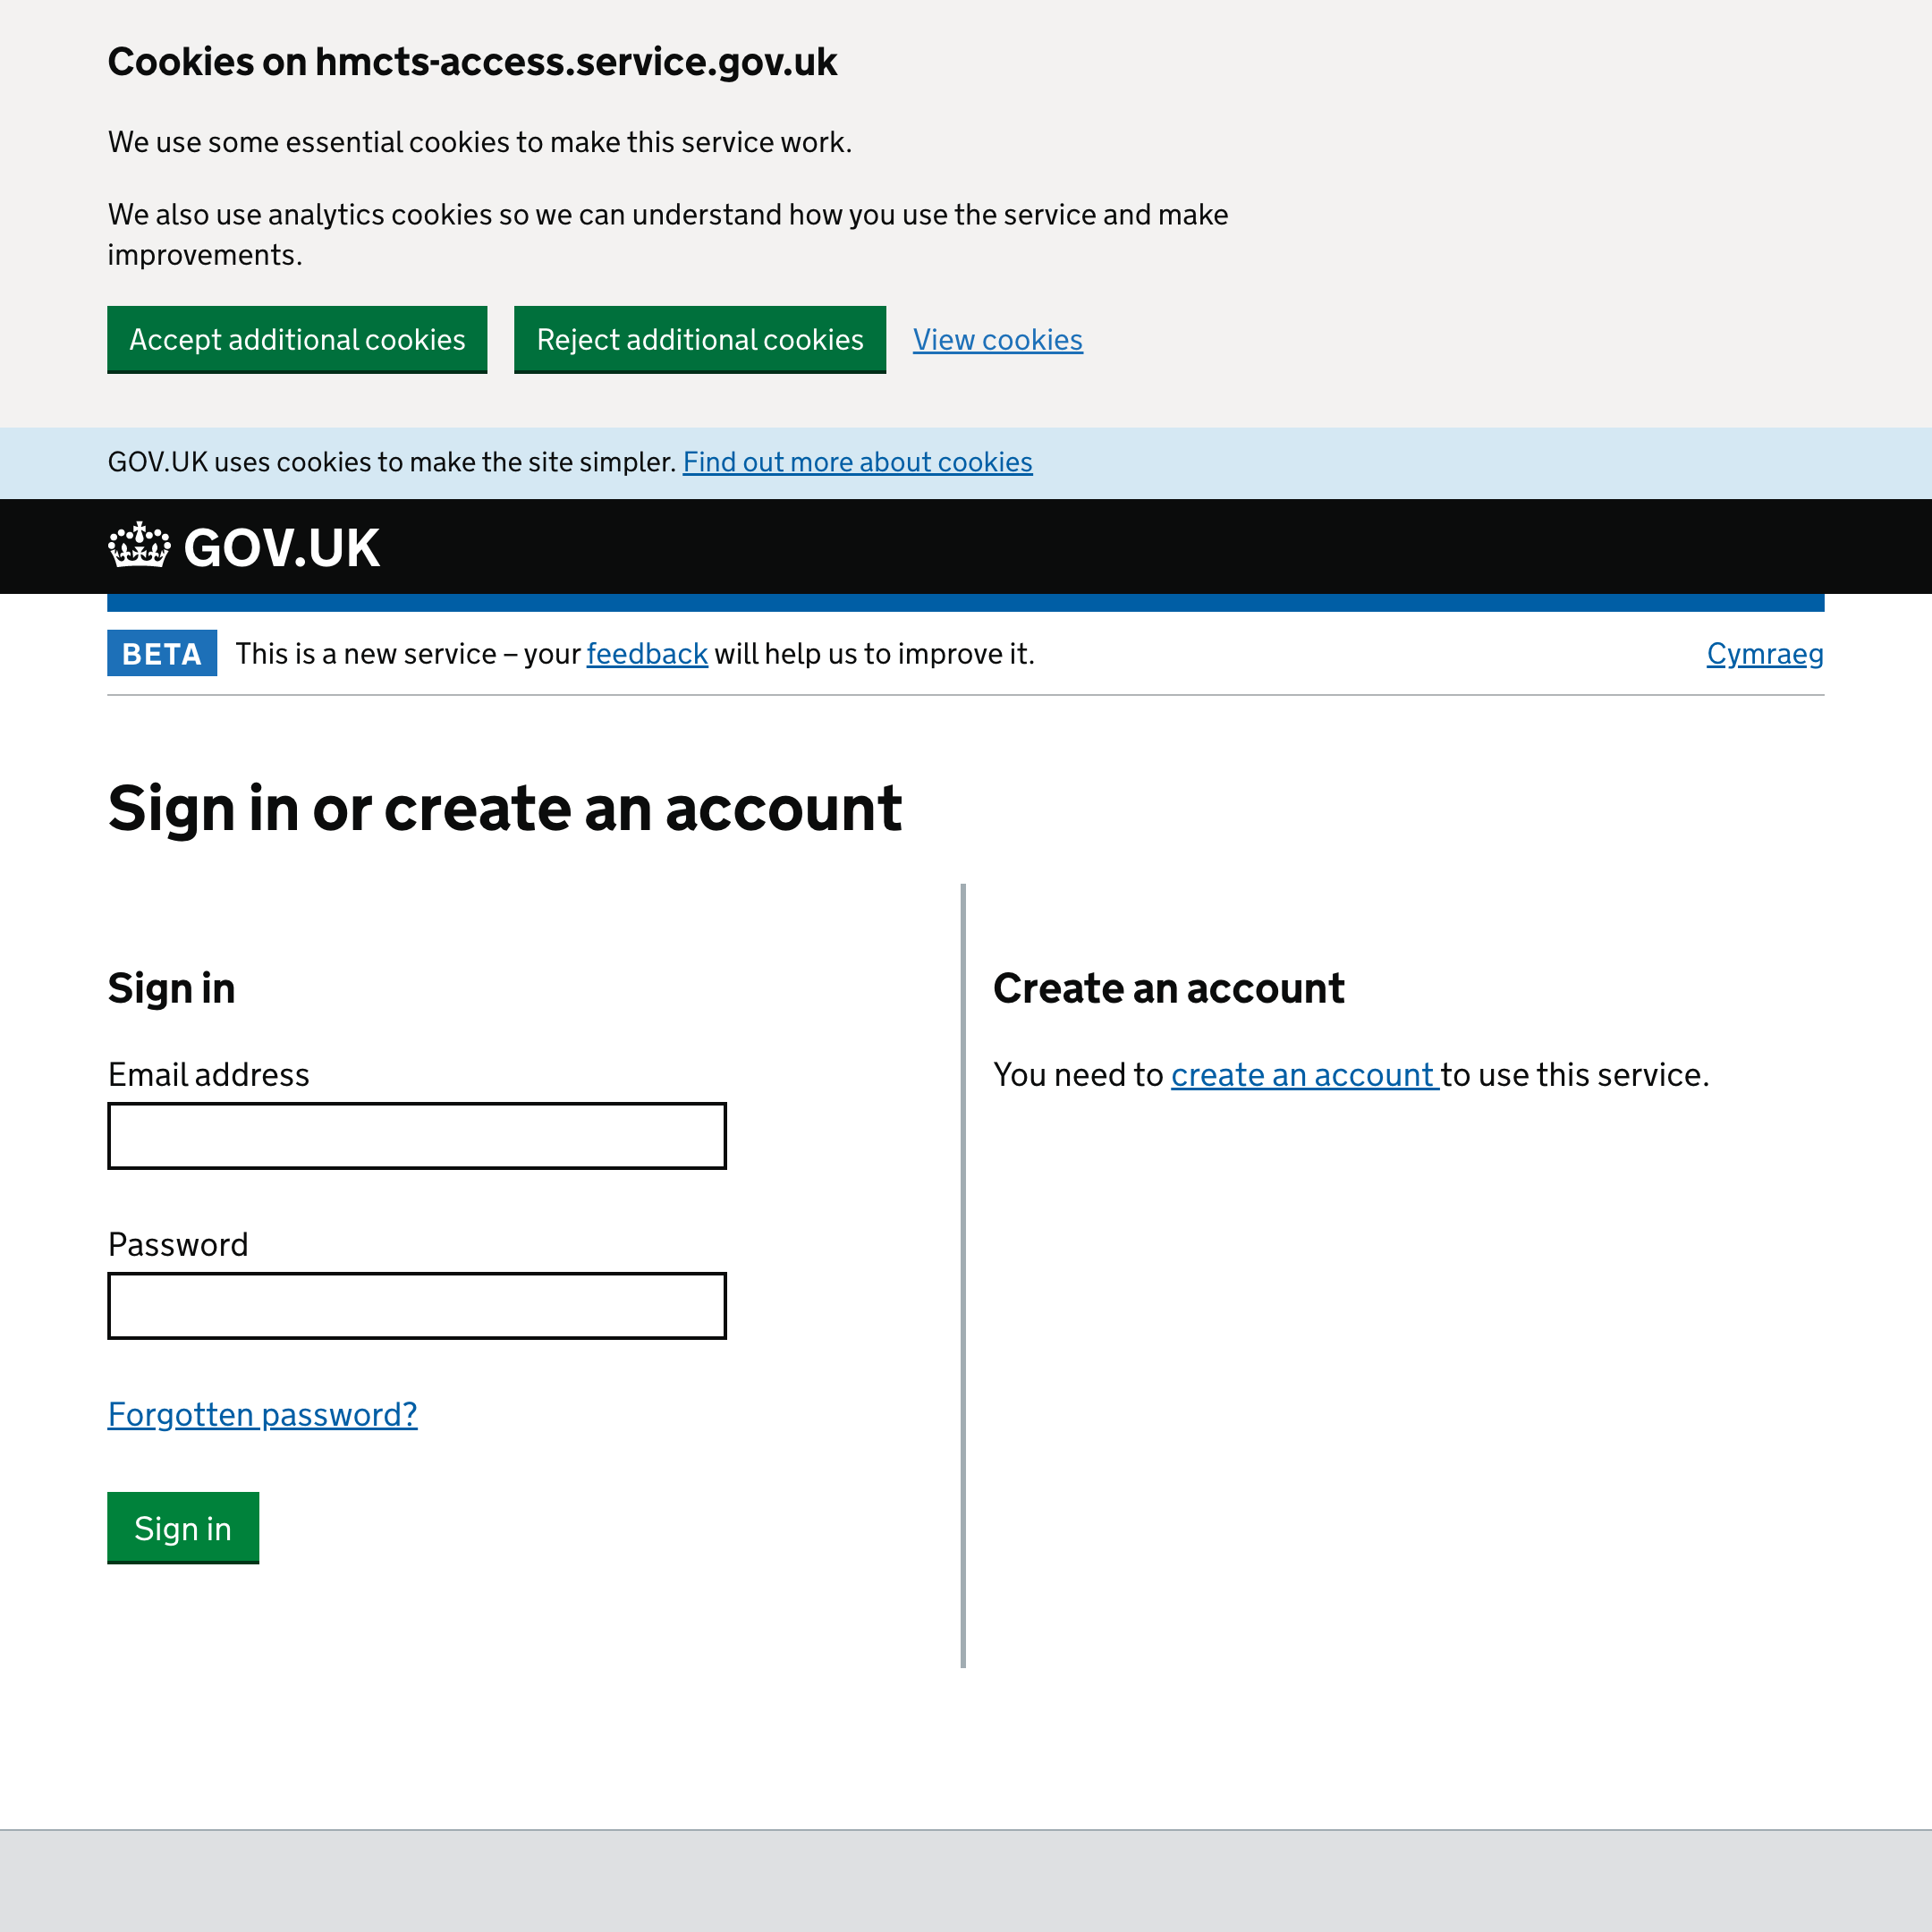 Cookies on hmcts-access.service.gov.uk
We use some essential cookies to make this service work.
We also use analytics cookies so we can understand how you use the service and make
improvements.
Accept additional cookies Reject additional cookies View cookies
GOV.UK uses cookies to make the site simpler. Find out more about cookies
GOV.UK
BETA This is a new service – your feedback will help us to improve it. Cymraeg
Sign in or create an account
Sign in
Email address
Password
Forgotten password?
Sign in
Create an account
You need to create an account to use this service.